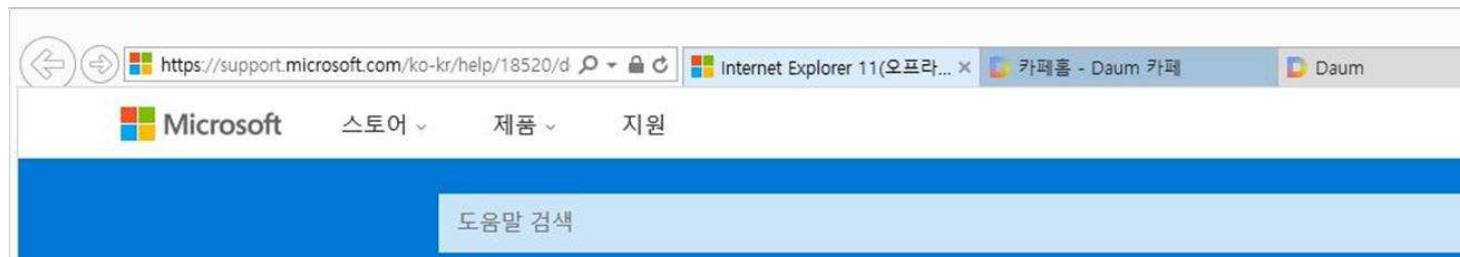 https://support.microsoft.com/ko-kr/help/18520/d Internet Explorer 11(오프라... 카페홈 - Daum 카페 Daum
Microsoft 스토어 제품 지원
도움말 검색